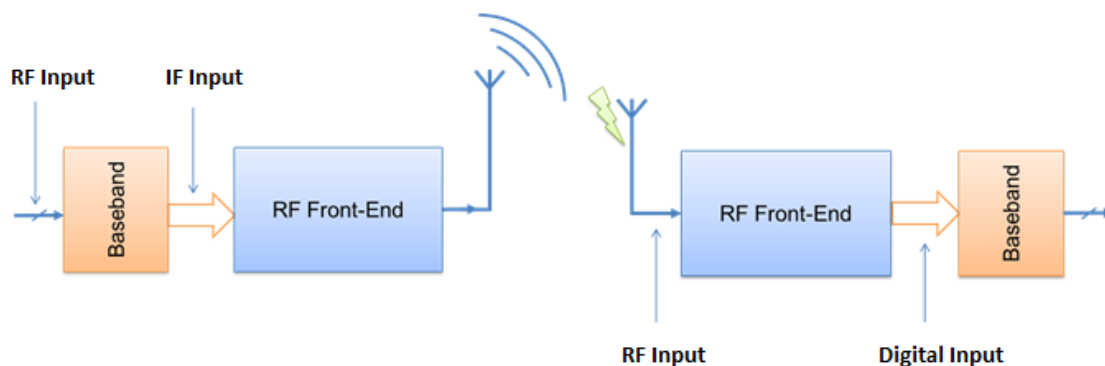 RF Input
IF Input
Baseband
RF Front-End
RF Front-End
Baseband
RF Input
Digital Input